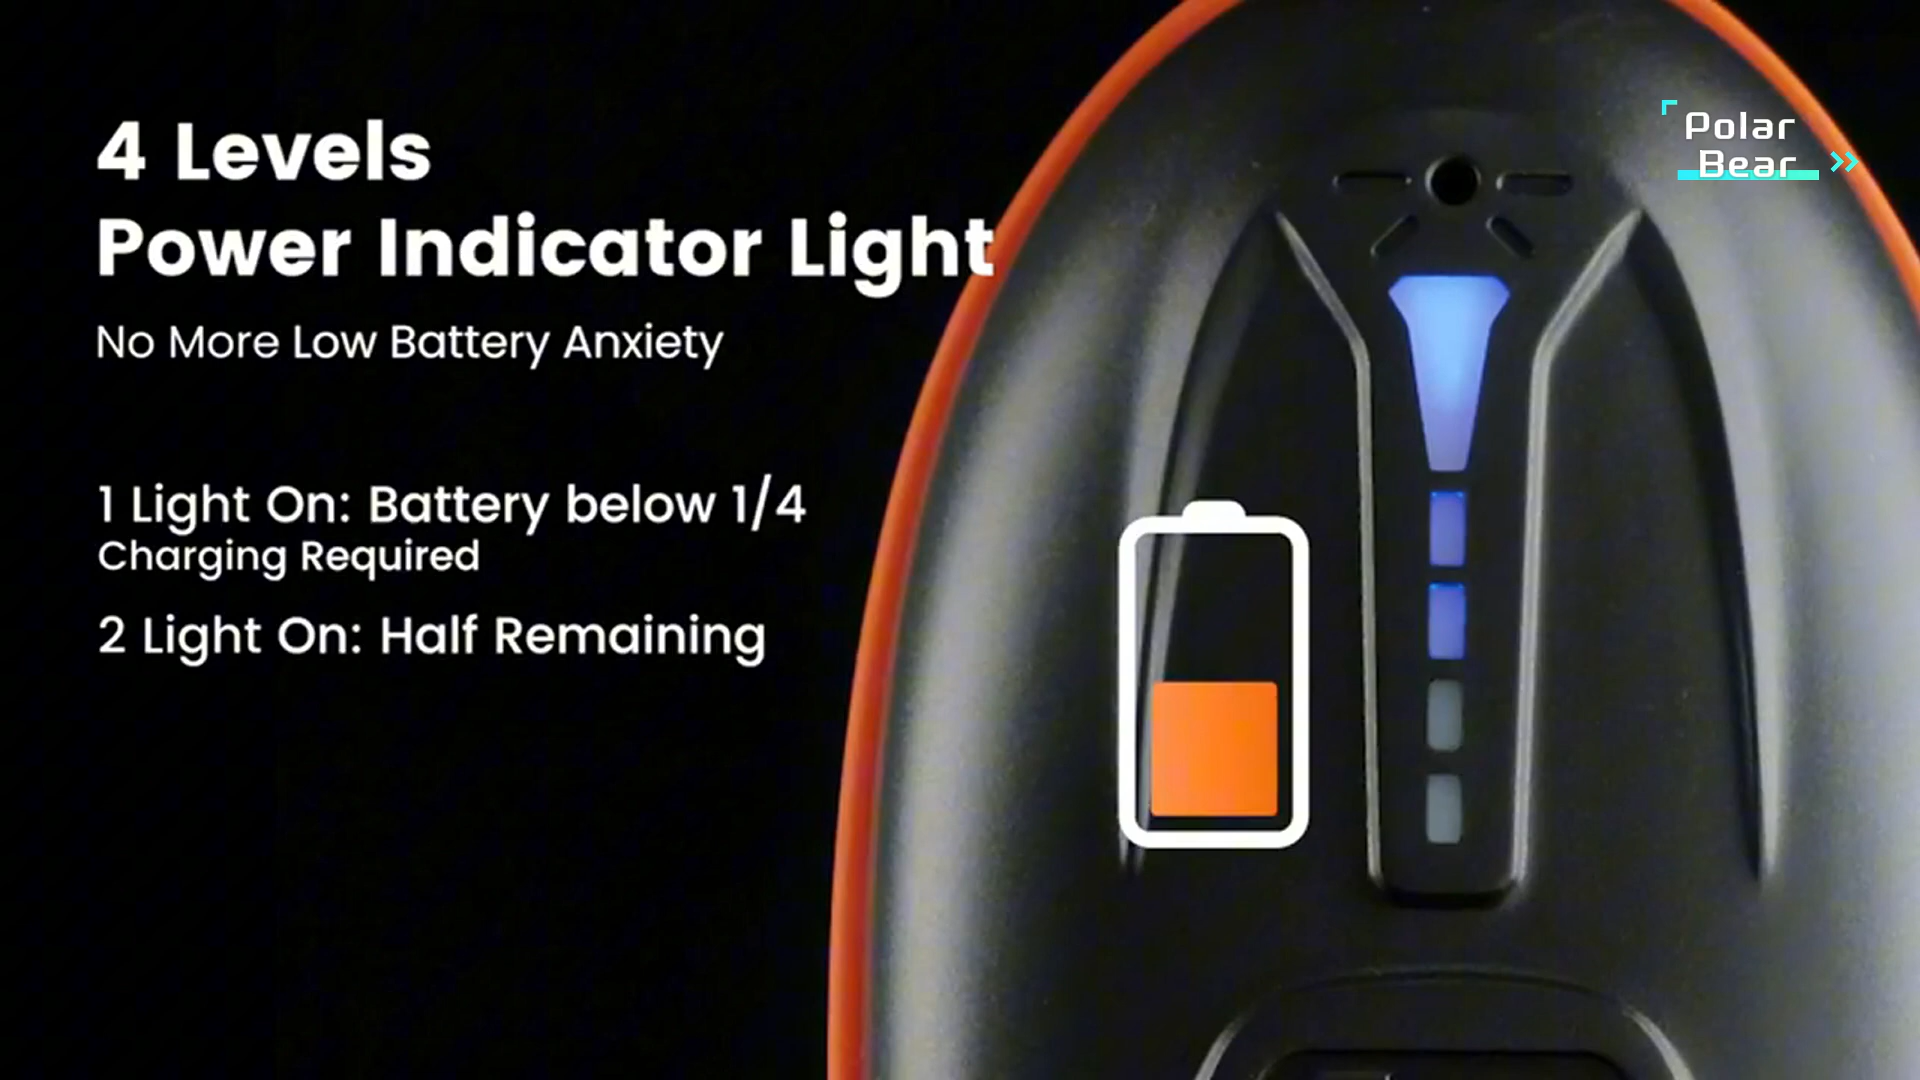 4 Levels
Power Indicator Light
No More Low Battery Anxiety
1 Light On: Battery below 1/4
Charging Required
2 Light On: Half Remaining
Polar
Bear